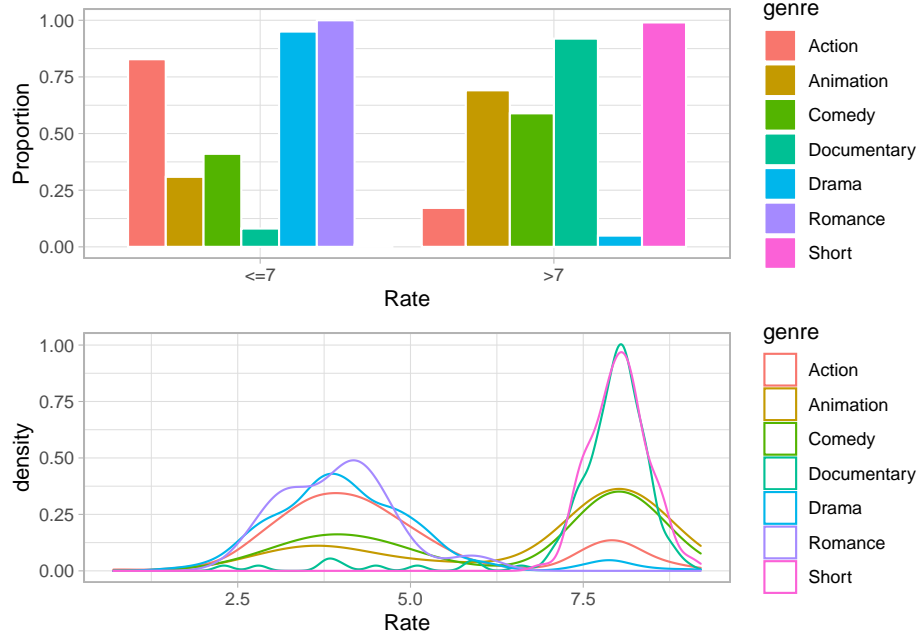 1.00
0.75
0.50
0.25
0.00
Proportion
<=7
>7
Rate
genre
Action
Animation
Comedy
Documentary
Drama
Romance
Short
1.00
0.75
0.50
0.25
0.00
density
2.5
5.0
7.5
Rate
genre
Action
Animation
Comedy
Documentary
Drama
Romance
Short